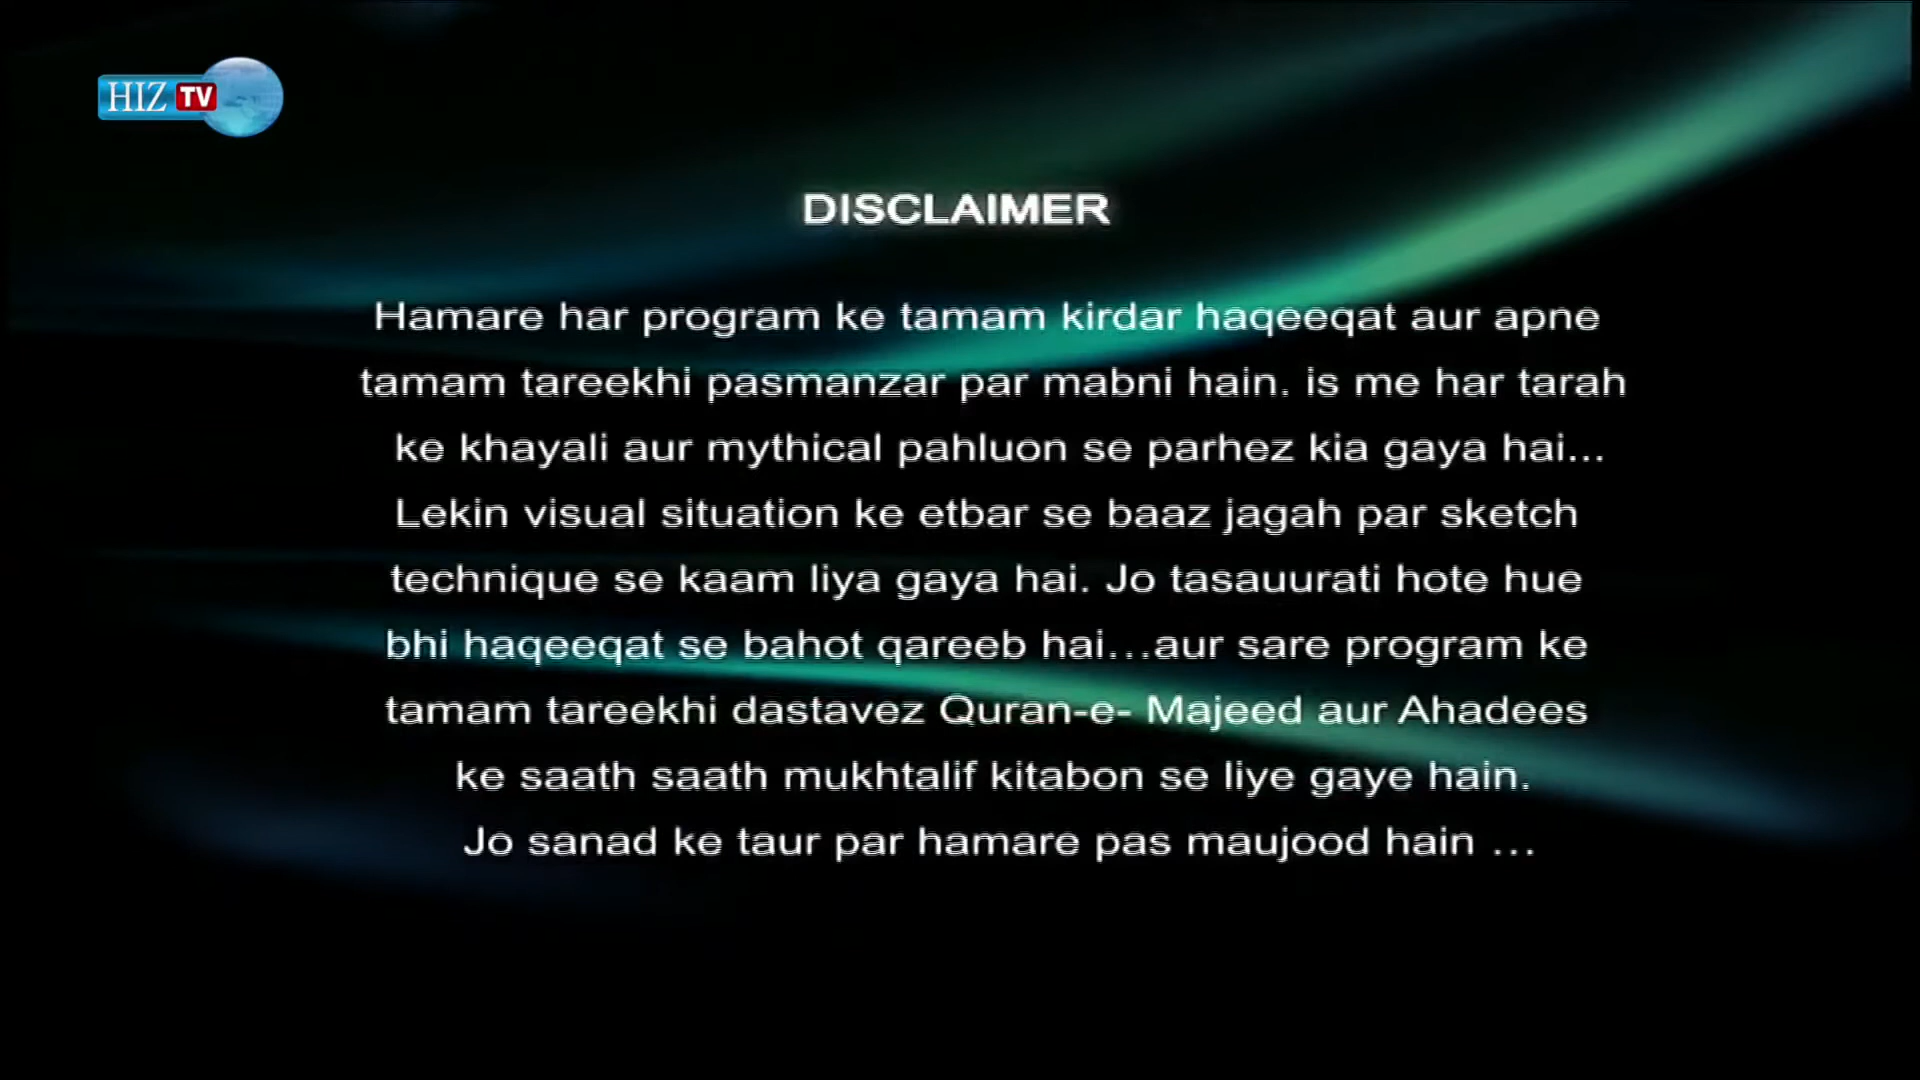 HIZ TV
DISCLAIMER
Hamare har program ke tamam kirdar haqeeqat aur apne
tamam tareekhi pasmanzar par mabni hain. is me har tarah
ke khayali aur mythical pahluon se parhez kia gaya hai...
Lekin visual situation ke etbar se baaz jagah par sketch
technique se kaam liya gaya hai. Jo tasauurati hote hue
bhi haqeeqat se bahot qareeb hai...aur sare program ke
tamam tareekhi dastavez Quran-e- Majeed aur Ahadees
ke saath saath mukhtalif kitabon se liye gaye hain.
Jo sanad ke taur par hamare pas maujood hain ...